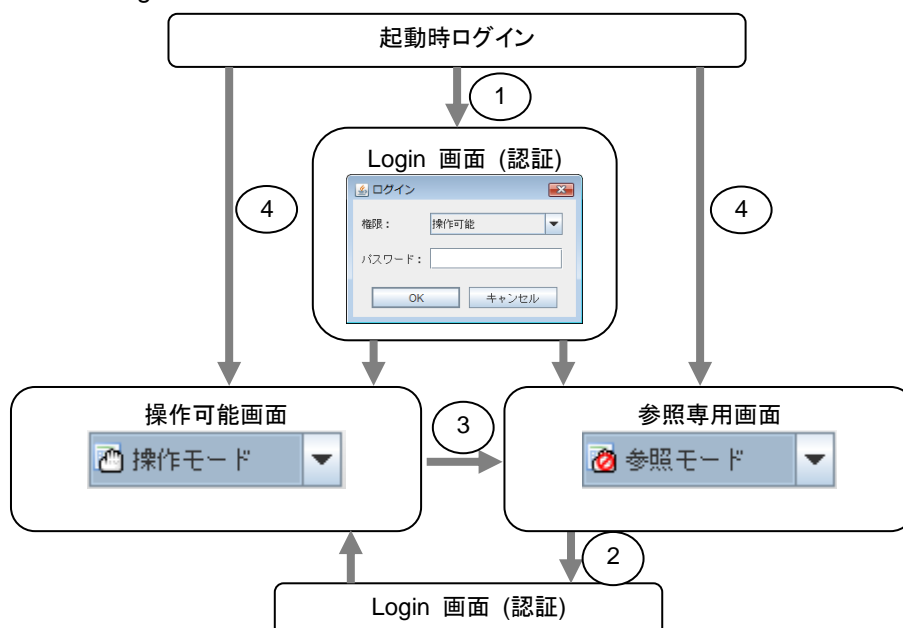 起動時ログイン
1
Login 画面 (認証)
ログイン
権限：
操作可能
パスワード：
OK
キャンセル
4
4
操作可能画面
操作モード
3
参照専用画面
参照モード
2
Login 画面 (認証)